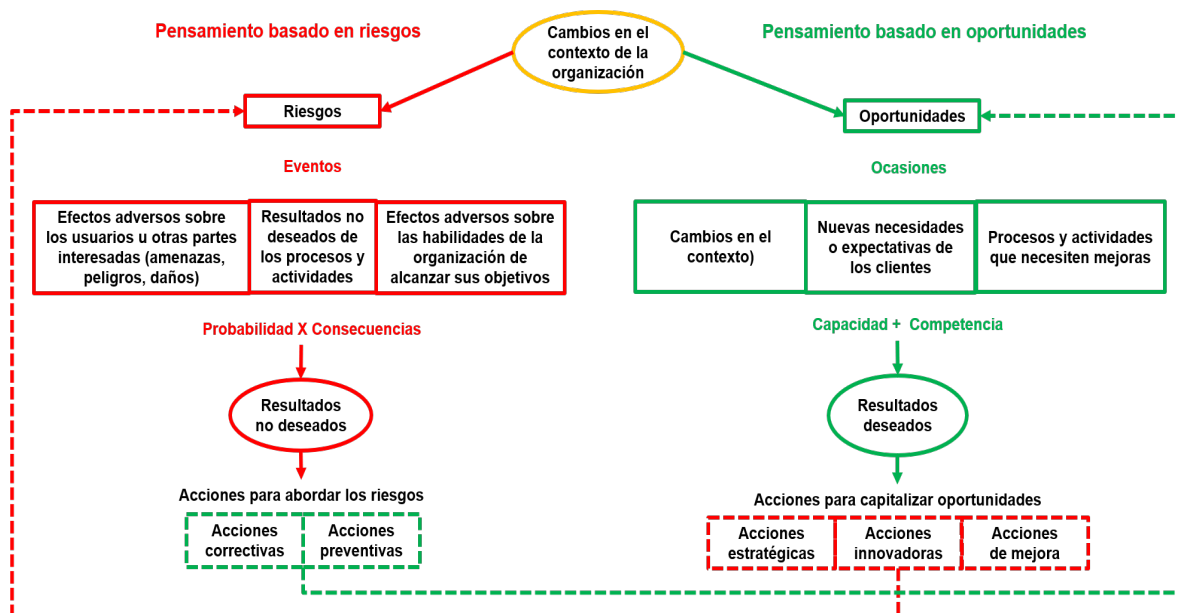 Pensamiento basado en riesgos
Cambios en el
contexto de la
organización
Pensamiento basado en oportunidades
Riesgos
Oportunidades
Eventos
Ocasiones
Efectos adversos sobre
los usuarios u otras partes
interesadas (amenazas,
peligros, daños)
Resultados no
deseados de
los procesos y
actividades
Efectos adversos sobre
las habilidades de la
organización de
alcanzar sus objetivos
Cambios en el
contexto)
Nuevas necesidades
o expectativas de
los clientes
Procesos y actividades
que necesiten mejoras
Probabilidad X Consecuencias
Capacidad + Competencia
Resultados
no deseados
Resultados
deseados
Acciones para abordar los riesgos
Acciones para capitalizar oportunidades
Acciones
correctivas
Acciones
preventivas
Acciones
estratégicas
Acciones
innovadoras
Acciones
de mejora